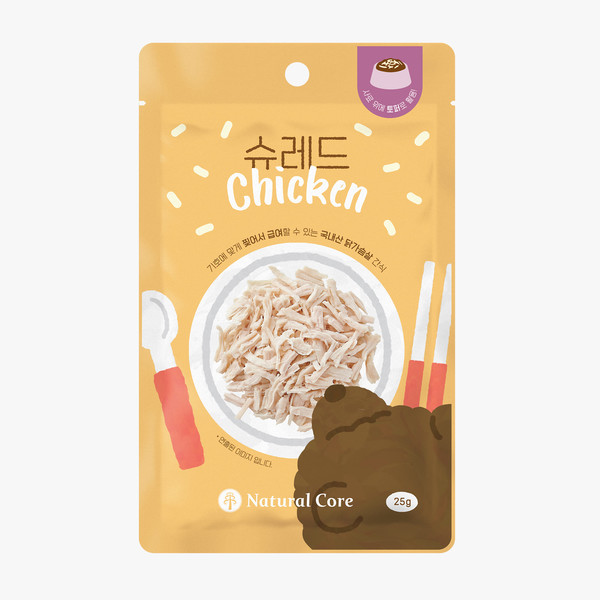 사료 위에 토퍼로 활용!
슈레드
Chicken
기호에 맞게 찢어서 급여할 수 있는 국내산 닭가슴살 간식
* 연출된 이미지 입니다.
Natural Core
25g